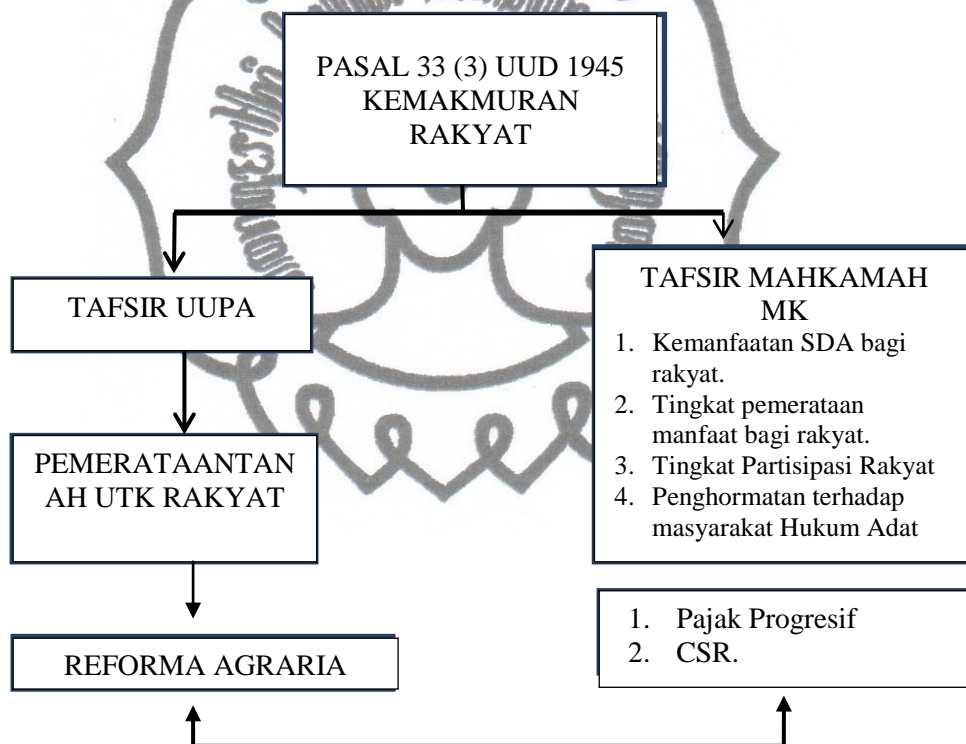 PASAL 33 (3) UUD 1945
KEMAKMURAN
RAKYAT
TAFSIR UUPA
TAFSIR MAHKAMAH
MK
1. Kemanfaatan SDA bagi
rakyat.
2. Tingkat pemerataan
manfaat bagi rakyat.
3. Tingkat Partisipasi Rakyat
4. Penghormatan terhadap
masyarakat Hukum Adat
PEMERATAANTAN
AH UTK RAKYAT
1. Pajak Progresif
2. CSR.
REFORMA AGRARIA